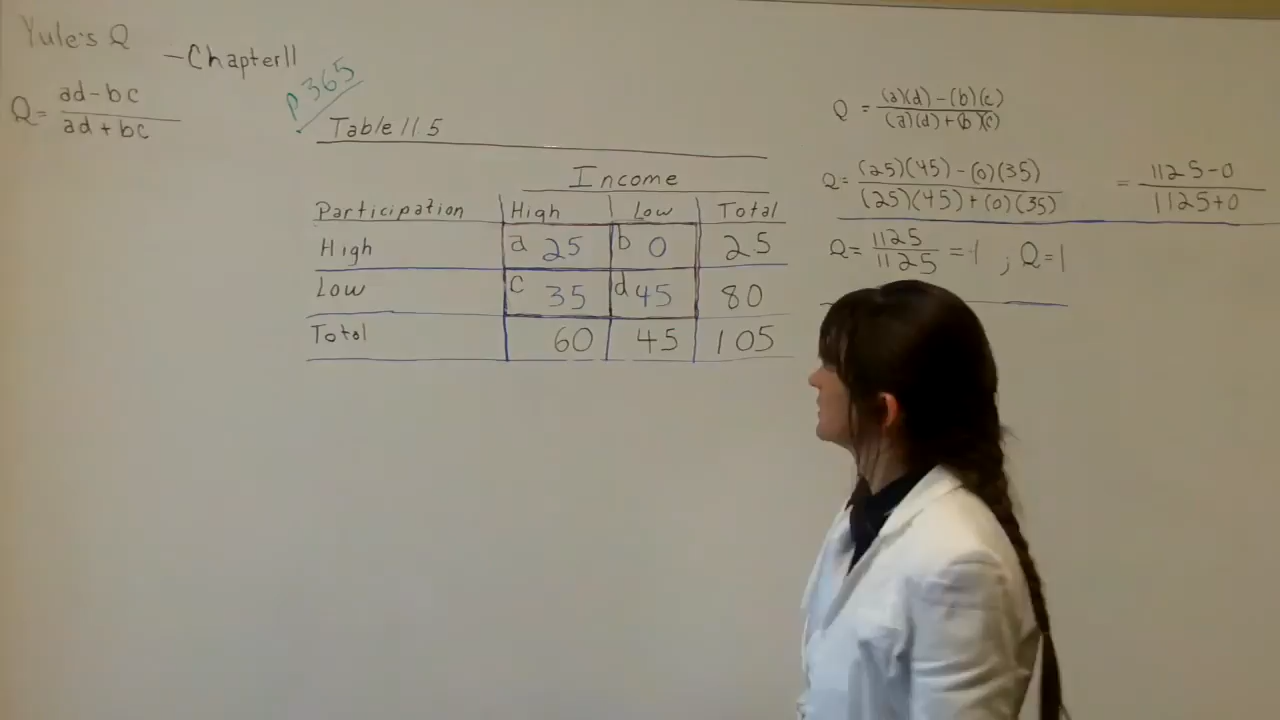 Yule's Q
-Chapter 11
Q= ad-bc
ad+bc
p 365
Table 11.5
Income
Participation High Low Total
High a 25 b 0 25
Low c 35 d 45 80
Total 60 45 105
Q = (a)(d)-(b)(c)
(a)(d)+(b)(c)
Q= (25)(45)-(0)(35) = 1125-0
(25)(45)+(0)(35) 1125+0
Q= 1125 =1 ; Q=1
1125